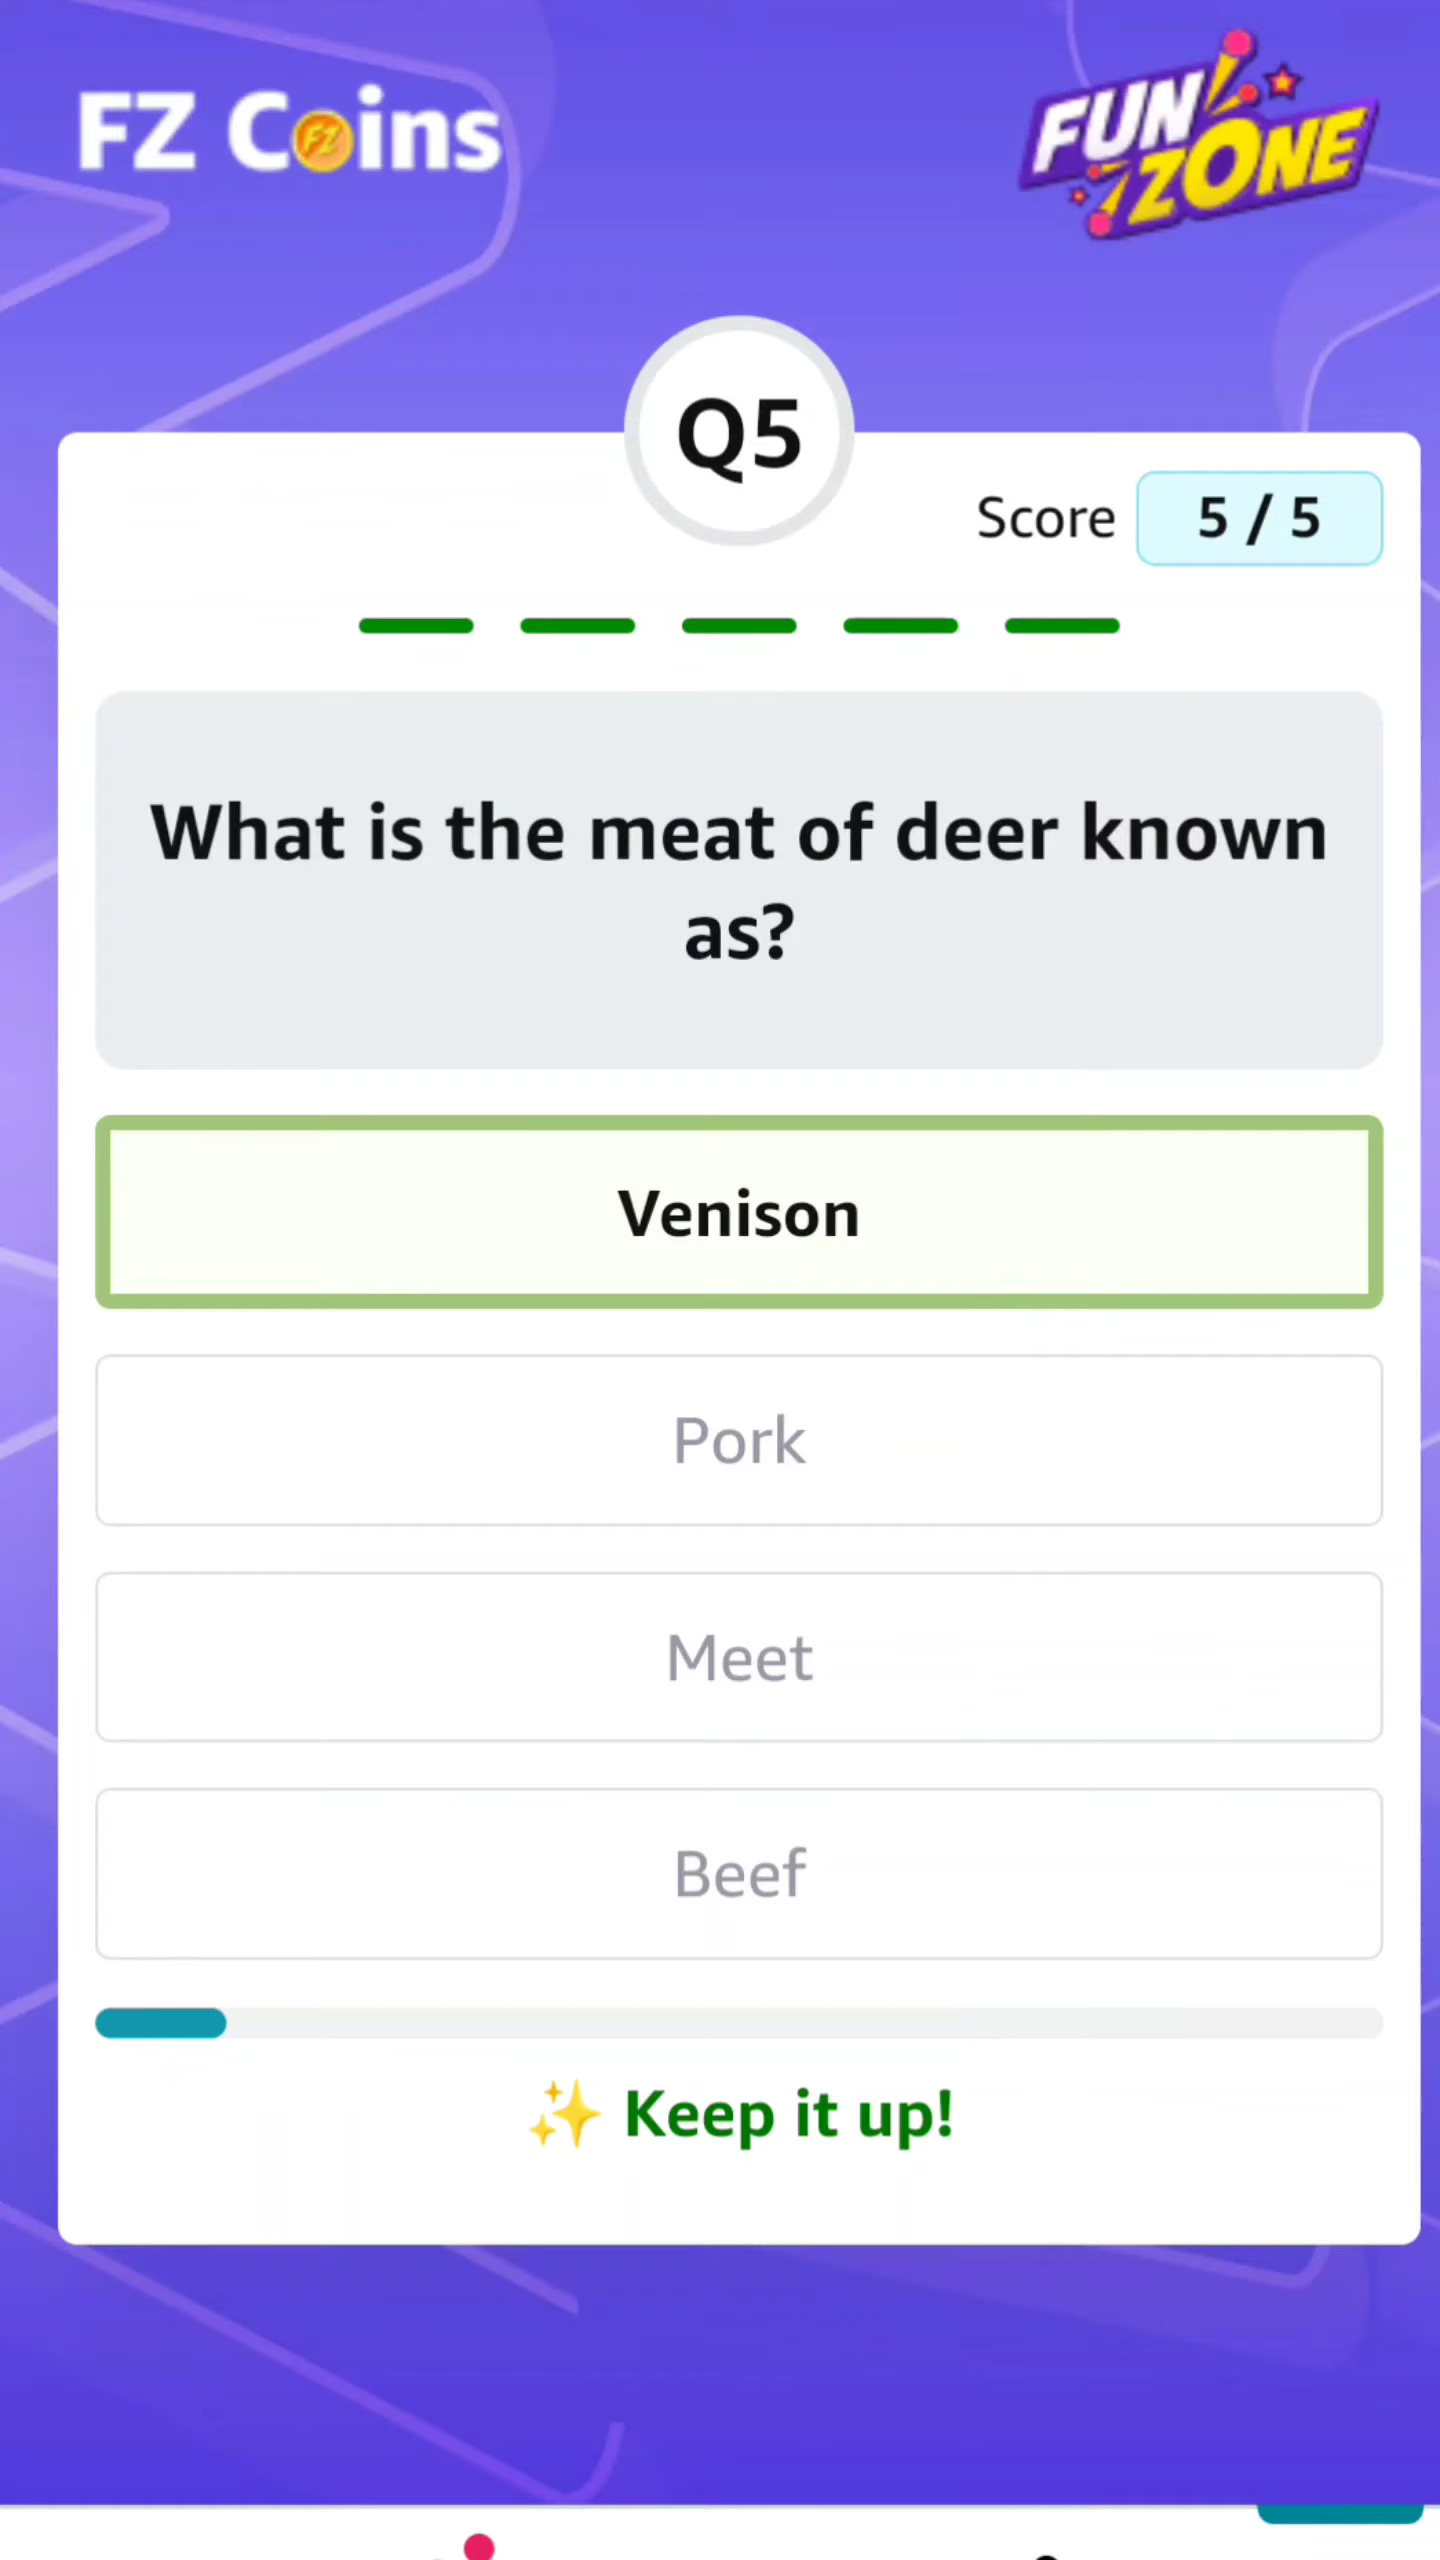 FZ Coins
FUN
ZONE
Q5
Score 5 / 5
What is the meat of deer known
as?
Venison
Pork
Meet
Beef
✨ Keep it up!